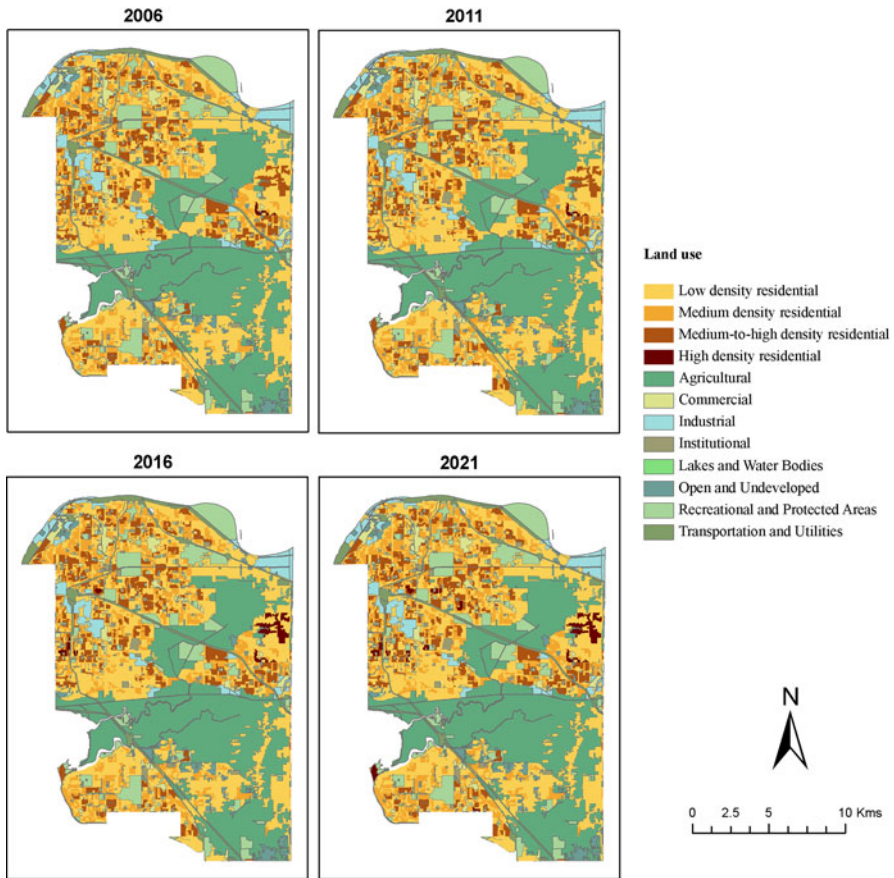 2006
2011
2016
2021
Land use
Low density residential
Medium density residential
Medium-to-high density residential
High density residential
Agricultural
Commercial
Industrial
Institutional
Lakes and Water Bodies
Open and Undeveloped
Recreational and Protected Areas
Transportation and Utilities
N
0 2.5 5 10 Kms